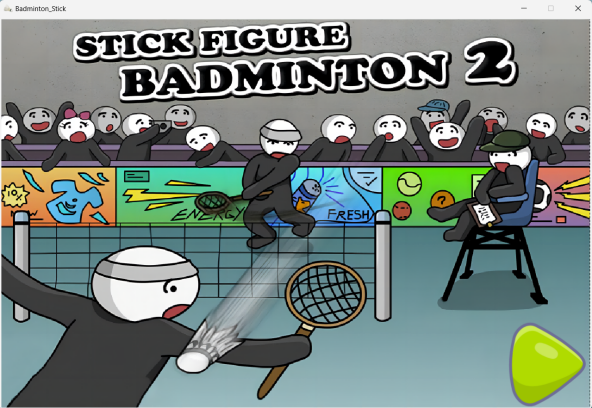 Badminton_Stick
STICK FIGURE
BADMINTON 2
ENERGY
FRESH